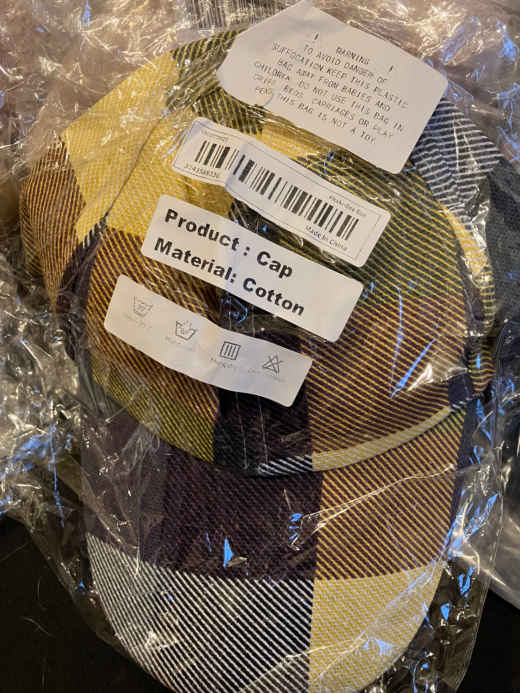 WARNING
TO AVOID DANGER OF
SUFFOCATION KEEP THIS PLASTIC
BAG AWAY FROM BABIES AND
CHILDREN. DO NOT USE THIS BAG IN
CRIBS, BEDS, CARRIAGES OR PLAY
PENS. THIS BAG IS NOT A TOY.
Made In China
Product : Cap
Material: Cotton